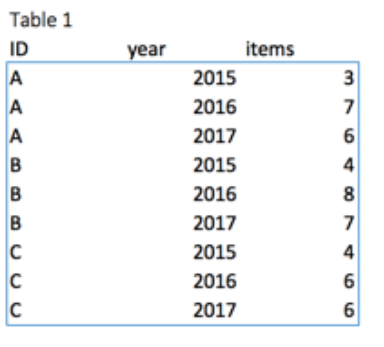 Table 1
ID year items
A 2015 3
A 2016 7
A 2017 6
B 2015 4
B 2016 8
B 2017 7
C 2015 4
C 2016 6
C 2017 6